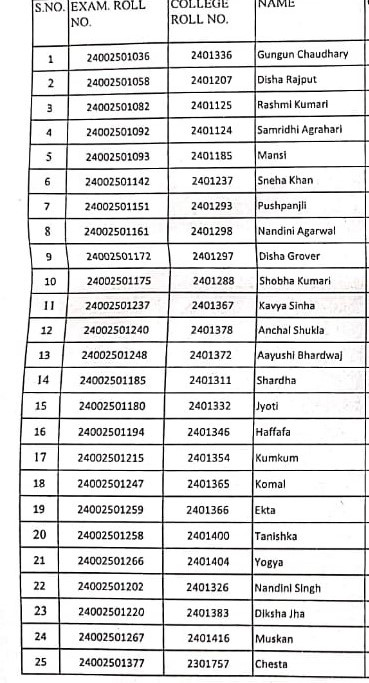 S.NO. EXAM. ROLL NO. COLLEGE ROLL NO. NAME
1 24002501036 2401336 Gungun Chaudhary
2 24002501058 2401207 Disha Rajput
3 24002501082 2401125 Rashmi Kumari
4 24002501092 2401124 Samridhi Agrahari
5 24002501093 2401185 Mansi
6 24002501142 2401237 Sneha Khan
7 24002501151 2401293 Pushpanjli
8 24002501161 2401298 Nandini Agarwal
9 24002501172 2401297 Disha Grover
10 24002501175 2401288 Shobha Kumari
11 24002501237 2401367 Kavya Sinha
12 24002501240 2401378 Anchal Shukla
13 24002501248 2401372 Aayushi Bhardwaj
14 24002501185 2401311 Shardha
15 24002501180 2401332 Jyoti
16 24002501194 2401346 Haffafa
17 24002501215 2401354 Kumkum
18 24002501247 2401365 Komal
19 24002501259 2401366 Ekta
20 24002501258 2401400 Tanishka
21 24002501266 2401404 Yogya
22 24002501202 2401326 Nandini Singh
23 24002501220 2401383 Diksha Jha
24 24002501267 2401416 Muskan
25 24002501377 2301757 Chesta